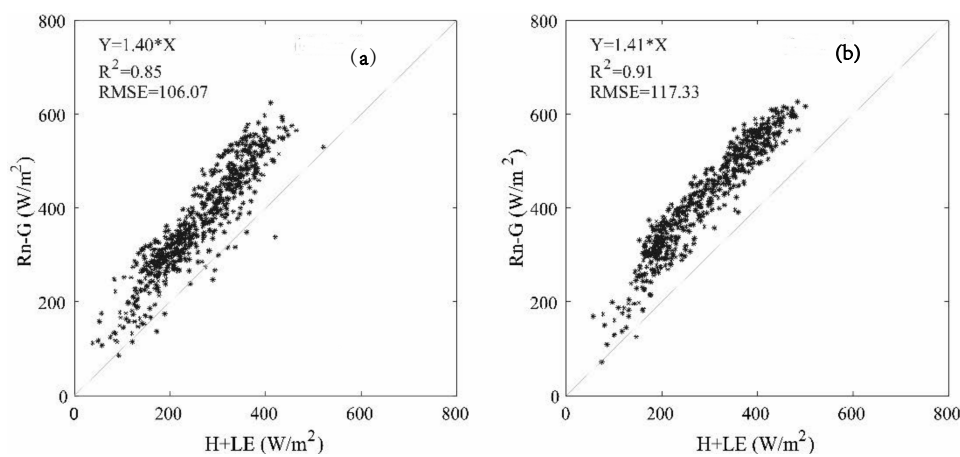 Y=1.40*X
R²=0.85
RMSE=106.07
(a)
800
600
400
200
0
Rn-G (W/m²)
0 200 400 600 800
H+LE (W/m²)
Y=1.41*X
R²=0.91
RMSE=117.33
(b)
800
600
400
200
0
Rn-G (W/m²)
0 200 400 600 800
H+LE (W/m²)